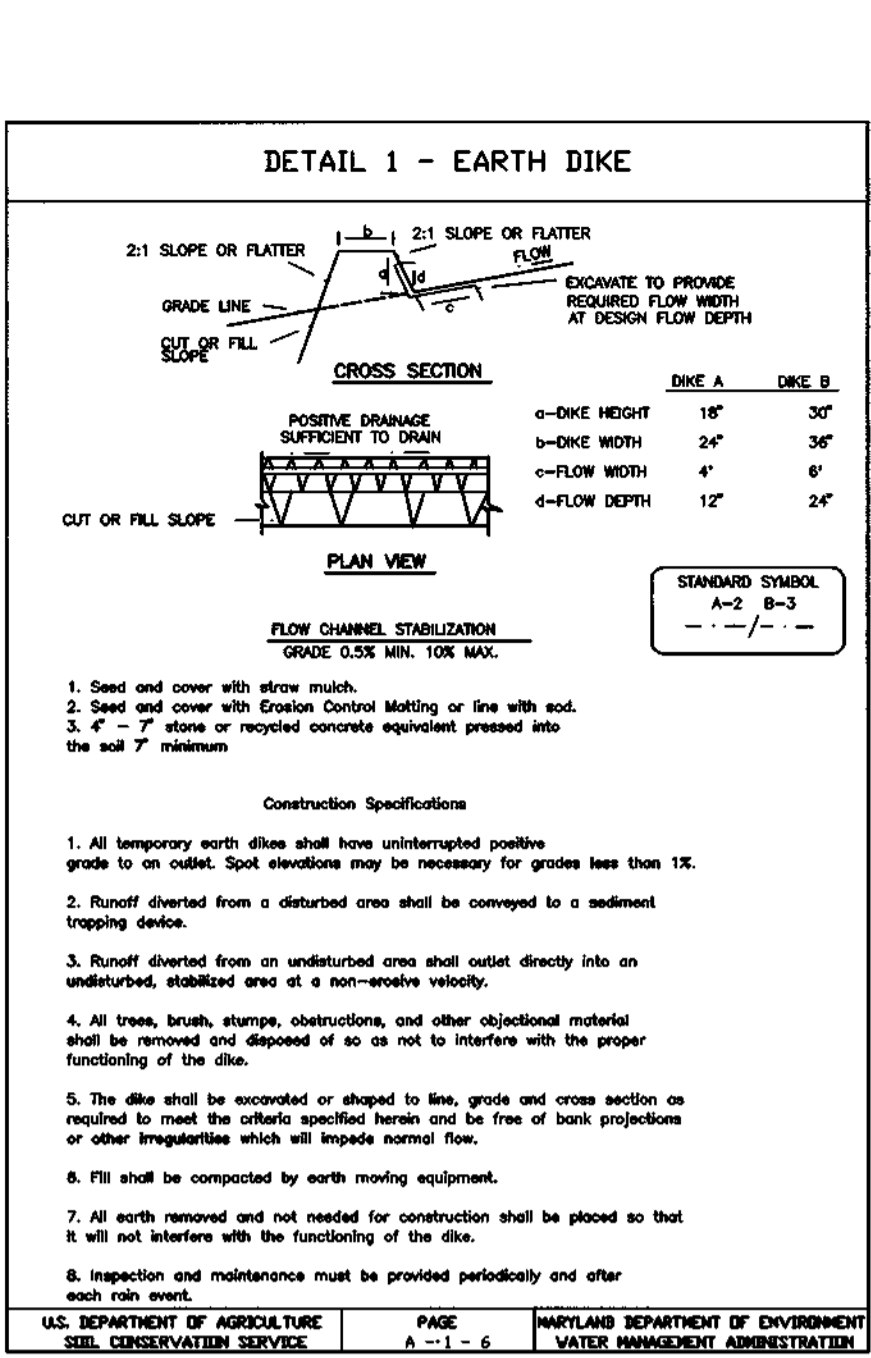 DETAIL 1 - EARTH DIKE
2:1 SLOPE OR FLATTER
b
2:1 SLOPE OR FLATTER
FLOW
a
d
c
EXCAVATE TO PROVIDE
REQUIRED FLOW WIDTH
AT DESIGN FLOW DEPTH
GRADE LINE
CUT OR FILL
SLOPE
CROSS SECTION
DIKE A DIKE B
a-DIKE HEIGHT 18" 30"
b-DIKE WIDTH 24" 36"
c-FLOW WIDTH 4' 6'
d-FLOW DEPTH 12" 24"
POSITIVE DRAINAGE
SUFFICIENT TO DRAIN
CUT OR FILL SLOPE
PLAN VIEW
STANDARD SYMBOL
A-2 B-3
— · —/— · —
FLOW CHANNEL STABILIZATION
GRADE 0.5% MIN. 10% MAX.
1. Seed and cover with straw mulch.
2. Seed and cover with Erosion Control Matting or line with sod.
3. 4" - 7" stone or recycled concrete equivalent pressed into
the soil 7" minimum
Construction Specifications
1. All temporary earth dikes shall have uninterrupted positive
grade to an outlet. Spot elevations may be necessary for grades less than 1%.
2. Runoff diverted from a disturbed area shall be conveyed to a sediment
trapping device.
3. Runoff diverted from an undisturbed area shall outlet directly into an
undisturbed, stabilized area at a non-erosive velocity.
4. All trees, brush, stumps, obstructions, and other objectional material
shall be removed and disposed of so as not to interfere with the proper
functioning of the dike.
5. The dike shall be excavated or shaped to line, grade and cross section as
required to meet the criteria specified herein and be free of bank projections
or other irregularities which will impede normal flow.
6. Fill shall be compacted by earth moving equipment.
7. All earth removed and not needed for construction shall be placed so that
it will not interfere with the functioning of the dike.
8. Inspection and maintenance must be provided periodically and after
each rain event.
U.S. DEPARTMENT OF AGRICULTURE
SOIL CONSERVATION SERVICE
PAGE
A - 1 - 6
MARYLAND DEPARTMENT OF ENVIRONMENT
WATER MANAGEMENT ADMINISTRATION